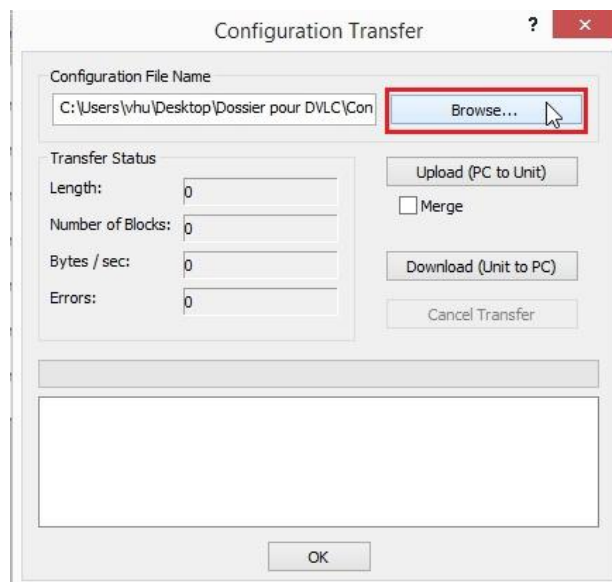 Configuration Transfer
? ×
Configuration File Name
C:\Users\vhu\Desktop\Dossier pour DVLC\Con
Browse...
Transfer Status
Length: 0
Number of Blocks: 0
Bytes / sec: 0
Errors: 0
Upload (PC to Unit)
Merge
Download (Unit to PC)
Cancel Transfer
OK